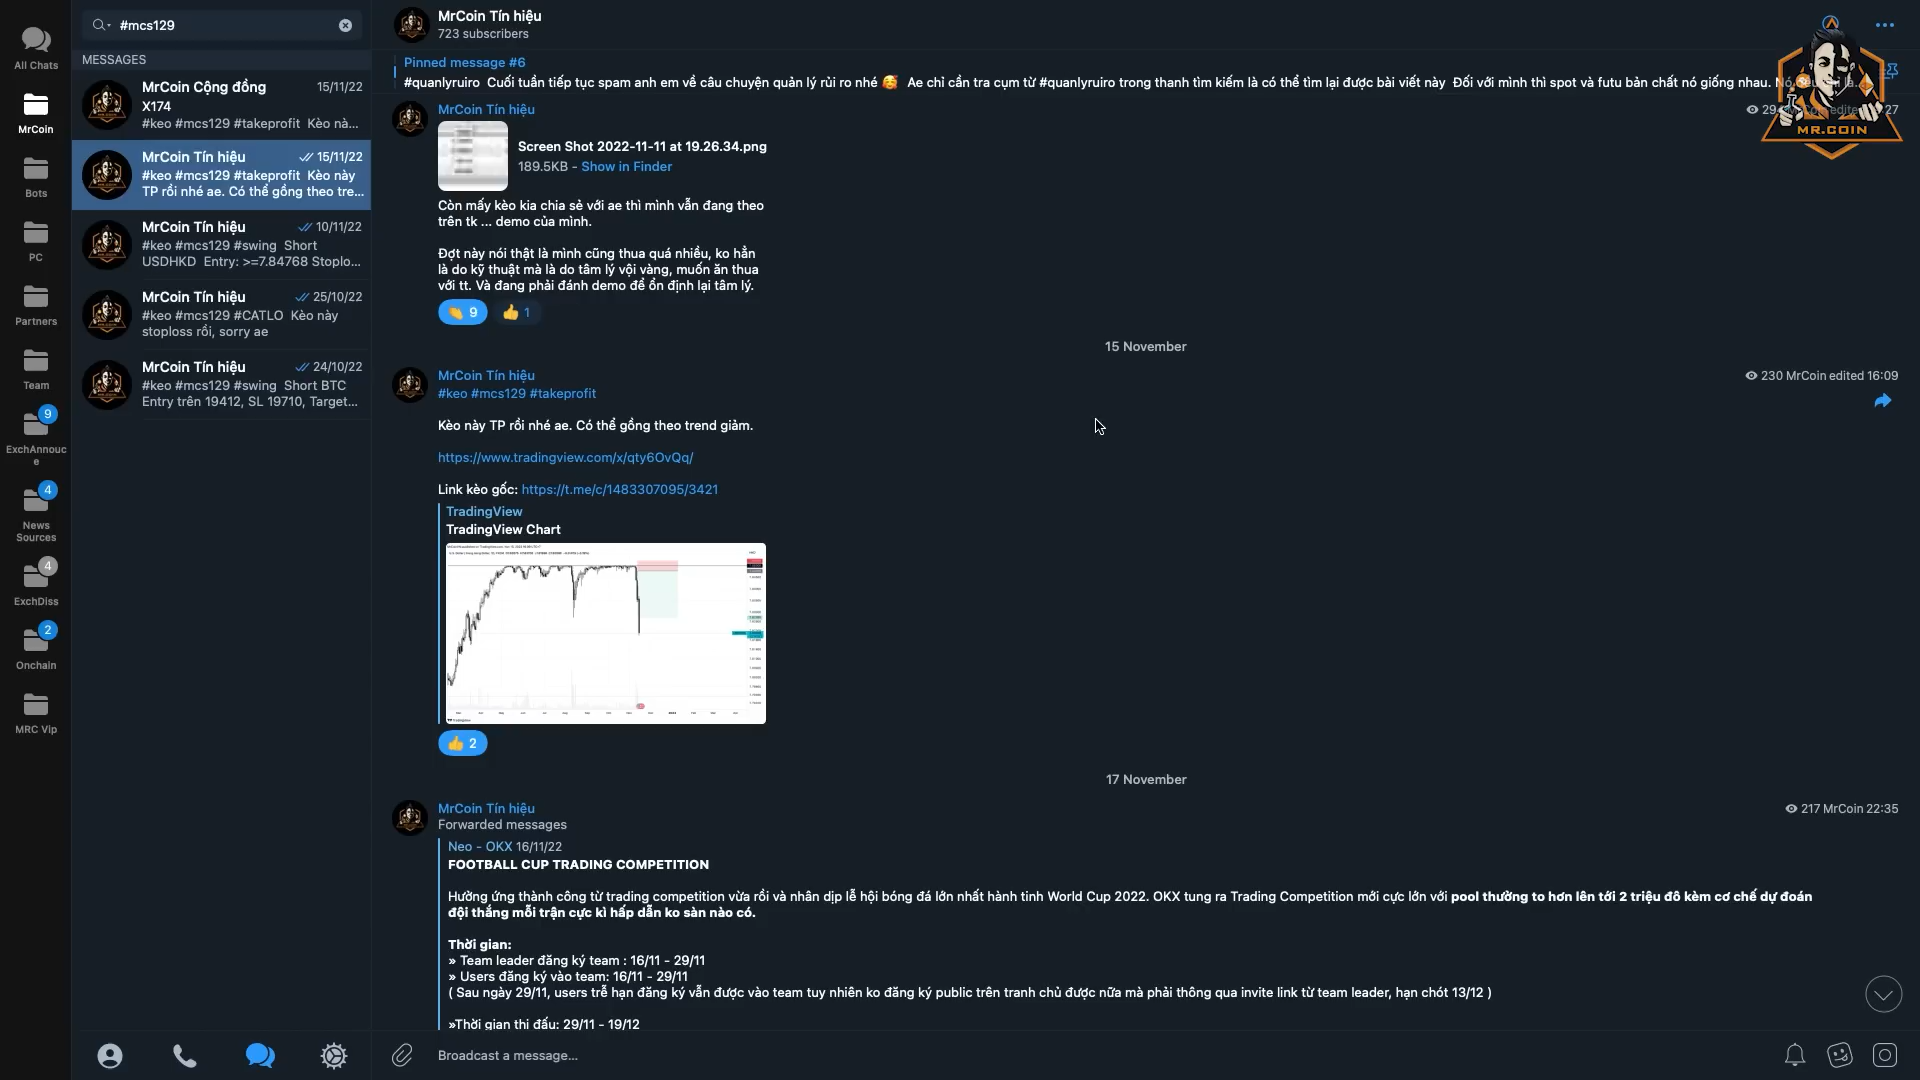 All Chats
MrCoin
Bots
PC
Partners
Team
9
ExchAnnouc
e
4
News
Sources
4
ExchDiss
2
Onchain
MRC Vip
#mcs129
MESSAGES
MrCoin Cộng đồng 15/11/22
X174
#keo #mcs129 #takeprofit Kèo nà...
MrCoin Tín hiệu 15/11/22
#keo #mcs129 #takeprofit Kèo này
TP rồi nhé ae. Có thể gồng theo tre...
MrCoin Tín hiệu 10/11/22
#keo #mcs129 #swing Short
USDHKD Entry: >=7.84768 Stoplo...
MrCoin Tín hiệu 25/10/22
#keo #mcs129 #CATLO Kèo này
stoploss rồi, sorry ae
MrCoin Tín hiệu 24/10/22
#keo #mcs129 #swing Short BTC
Entry trên 19412, SL 19710, Target...
MrCoin Tín hiệu
723 subscribers
Pinned message #6
#quanlyruiro Cuối tuần tiếp tục spam anh em về câu chuyện quản lý rủi ro nhé 🥰 Ae chỉ cần tra cụm từ #quanlyruiro trong thanh tìm kiếm là có thể tìm lại được bài viết này Đối với mình thì spot và futu bản chất nó giống nhau.
MR.COIN
MrCoin Tín hiệu
Screen Shot 2022-11-11 at 19.26.34.png
189.5KB - Show in Finder
Còn mấy kèo kia chia sẻ với ae thì mình vẫn đang theo
trên tk ... demo của mình.
Đợt này nói thật là mình cũng thua quá nhiều, ko hẳn
là do kỹ thuật mà là do tâm lý vội vàng, muốn ăn thua
với tt. Và đang phải đánh demo để ổn định lại tâm lý.
👏 9 👍 1
15 November
MrCoin Tín hiệu 230 MrCoin edited 16:09
#keo #mcs129 #takeprofit
Kèo này TP rồi nhé ae. Có thể gồng theo trend giảm.
https://www.tradingview.com/x/qty6OvQq/
Link kèo gốc: https://t.me/c/1483307095/3421
TradingView
TradingView Chart
👍 2
17 November
MrCoin Tín hiệu 217 MrCoin 22:35
Forwarded messages
Neo - OKX 16/11/22
FOOTBALL CUP TRADING COMPETITION
Hưởng ứng thành công từ trading competition vừa rồi và nhân dịp lễ hội bóng đá lớn nhất hành tinh World Cup 2022. OKX tung ra Trading Competition mới cực lớn với pool thưởng to hơn lên tới 2 triệu đô kèm cơ chế dự đoán
đội thắng mỗi trận cực kì hấp dẫn ko sàn nào có.
Thời gian:
» Team leader đăng ký team : 16/11 - 29/11
» Users đăng ký vào team: 16/11 - 29/11
( Sau ngày 29/11, users trễ hạn đăng ký vẫn được vào team tuy nhiên ko đăng ký public trên tranh chủ được nữa mà phải thông qua invite link từ team leader, hạn chót 13/12 )
»Thời gian thi đấu: 29/11 - 19/12
Broadcast a message...